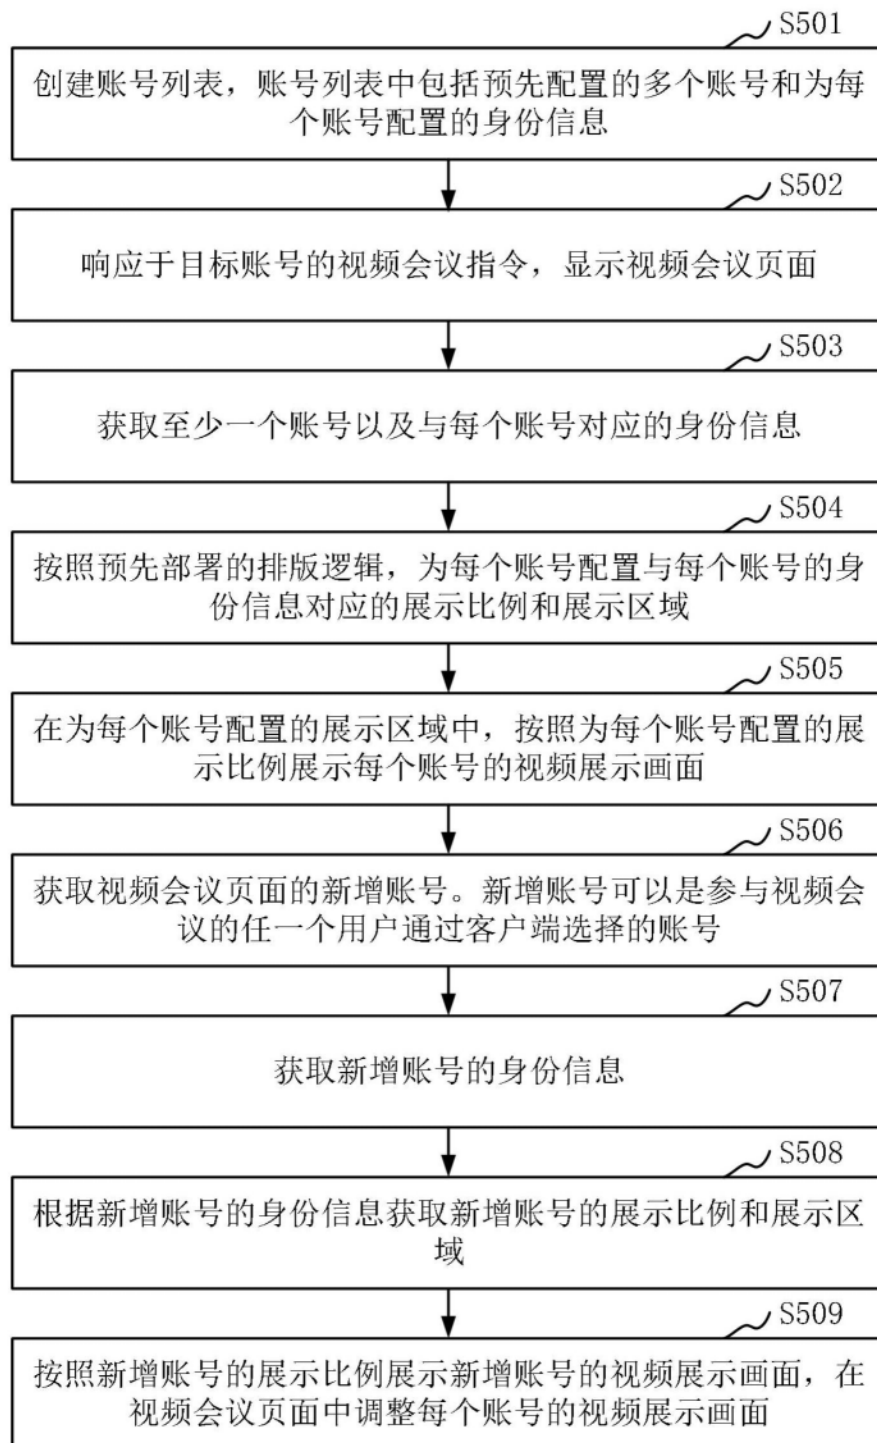 S501
创建账号列表，账号列表中包括预先配置的多个账号和为每
个账号配置的身份信息
S502
响应于目标账号的视频会议指令，显示视频会议页面
S503
获取至少一个账号以及与每个账号对应的身份信息
S504
按照预先部署的排版逻辑，为每个账号配置与每个账号的身
份信息对应的展示比例和展示区域
S505
在为每个账号配置的展示区域中，按照为每个账号配置的展
示比例展示每个账号的视频展示画面
S506
获取视频会议页面的新增账号。新增账号可以是参与视频会
议的任一个用户通过客户端选择的账号
S507
获取新增账号的身份信息
S508
根据新增账号的身份信息获取新增账号的展示比例和展示区
域
S509
按照新增账号的展示比例展示新增账号的视频展示画面，在
视频会议页面中调整每个账号的视频展示画面